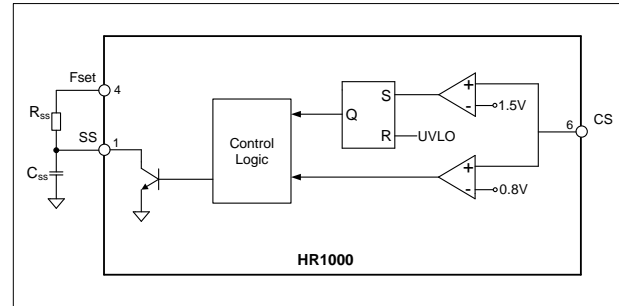 Fset
4
Rss
SS
1
Css
Control
Logic
Q
S
R
UVLO
+
-
1.5V
+
-
0.8V
6
CS
HR1000